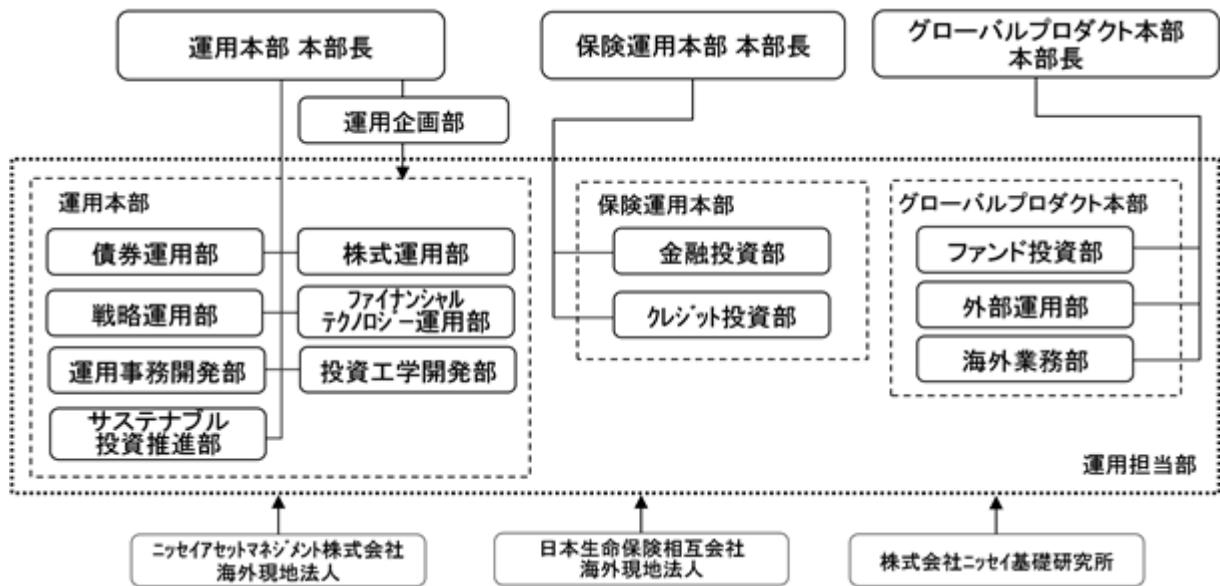 運用本部 本部長
保険運用本部 本部長
グローバルプロダクト本部
本部長
運用企画部
運用本部
債券運用部
株式運用部
戦略運用部
ファイナンシャル
テクノロジー運用部
運用事務開発部
投資工学開発部
サステナブル
投資推進部
保険運用本部
金融投資部
クレジット投資部
グローバルプロダクト本部
ファンド投資部
外部運用部
海外業務部
運用担当部
ニッセイアセットマネジメント株式会社
海外現地法人
日本生命保険相互会社
海外現地法人
株式会社ニッセイ基礎研究所